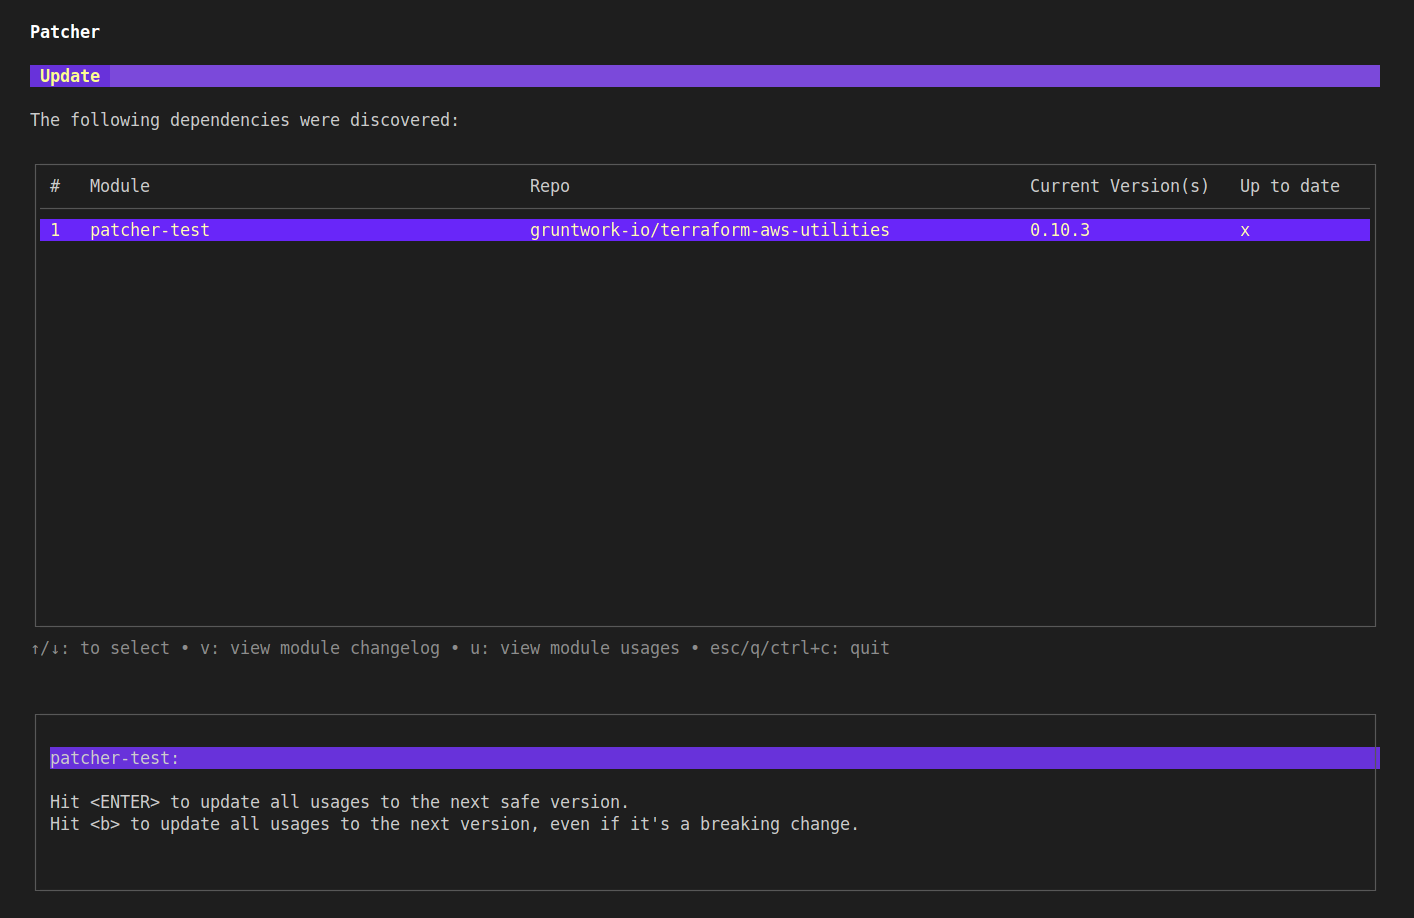 Patcher
Update
The following dependencies were discovered:
# Module Repo Current Version(s) Up to date
1 patcher-test gruntwork-io/terraform-aws-utilities 0.10.3 x
↑/↓: to select • v: view module changelog • u: view module usages • esc/q/ctrl+c: quit
patcher-test:
Hit <ENTER> to update all usages to the next safe version.
Hit <b> to update all usages to the next version, even if it's a breaking change.